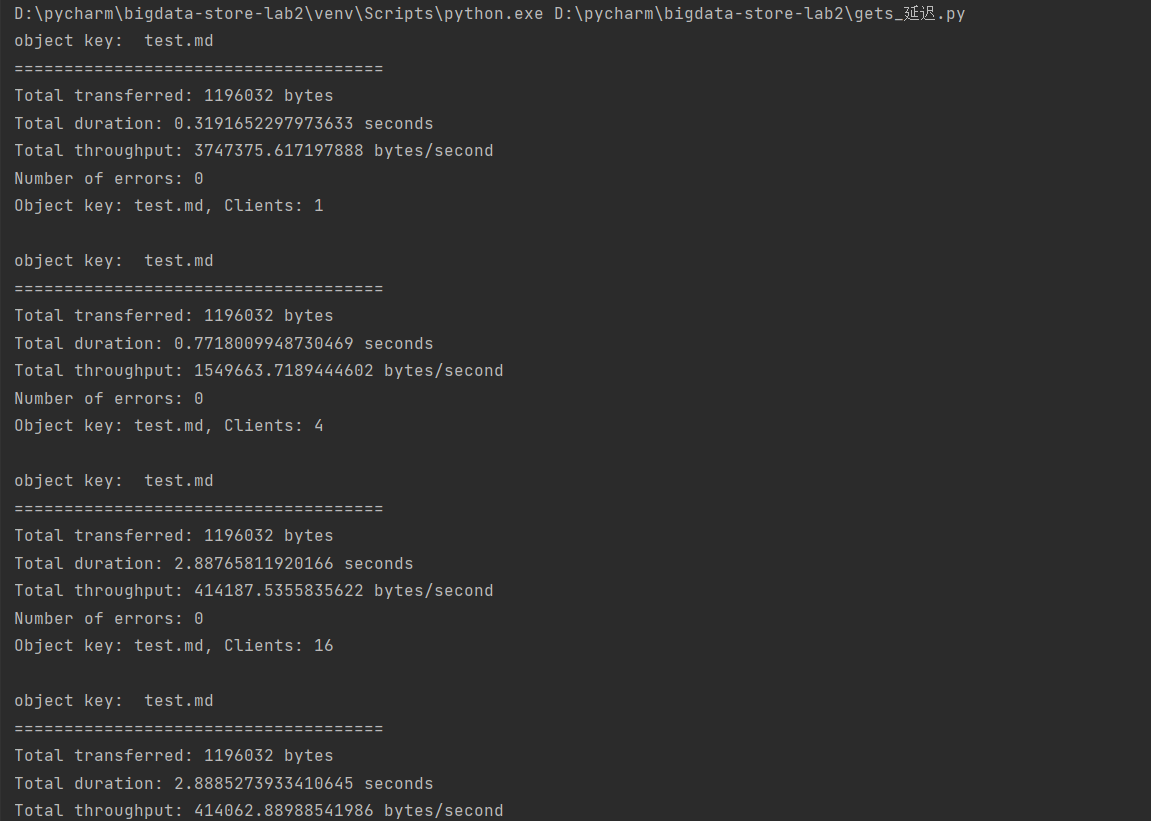 D:\pycharm\bigdata-store-lab2\venv\Scripts\python.exe D:\pycharm\bigdata-store-lab2\gets_延迟.py
object key:  test.md
=====================================
Total transferred: 1196032 bytes
Total duration: 0.3191652297973633 seconds
Total throughput: 3747375.617197888 bytes/second
Number of errors: 0
Object key: test.md, Clients: 1
object key:  test.md
=====================================
Total transferred: 1196032 bytes
Total duration: 0.7718009948730469 seconds
Total throughput: 1549663.7189444602 bytes/second
Number of errors: 0
Object key: test.md, Clients: 4
object key:  test.md
=====================================
Total transferred: 1196032 bytes
Total duration: 2.88765811920166 seconds
Total throughput: 414187.5355835622 bytes/second
Number of errors: 0
Object key: test.md, Clients: 16
object key:  test.md
=====================================
Total transferred: 1196032 bytes
Total duration: 2.8885273933410645 seconds
Total throughput: 414062.88988541986 bytes/second